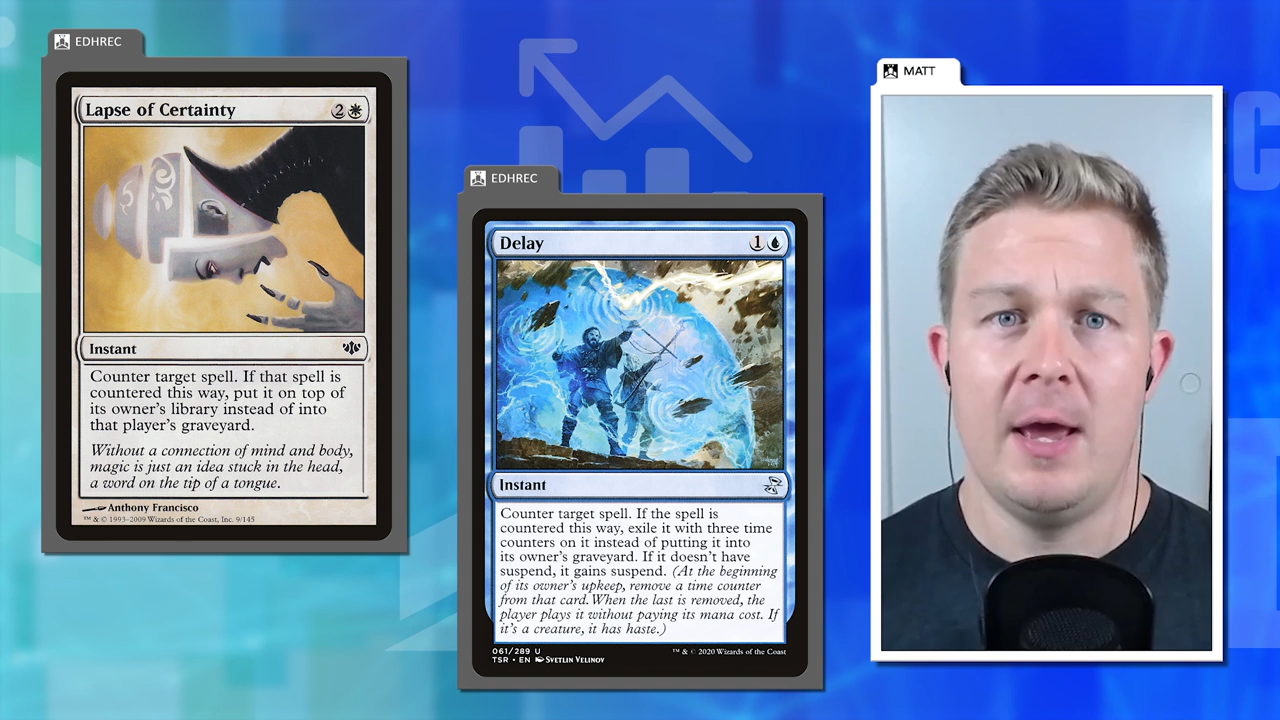 EDHREC
Lapse of Certainty 2
Instant
Counter target spell. If that spell is
countered this way, put it on top of
its owner's library instead of into
that player's graveyard.
Without a connection of mind and body,
magic is just an idea stuck in the head,
a word on the tip of a tongue.
Anthony Francisco
™ & © 1993-2009 Wizards of the Coast, Inc. 9/145
EDHREC
Delay 1
Instant
Counter target spell. If the spell is
countered this way, exile it with three time
counters on it instead of putting it into
its owner's graveyard. If it doesn't have
suspend, it gains suspend. (At the beginning
of its owner's upkeep, remove a time counter
from that card. When the last is removed, the
player plays it without paying its mana cost. If
it's a creature, it has haste.)
061/289 U
TSR • EN Svetlin Velinov
™ & © 2020 Wizards of the Coast
MATT
C